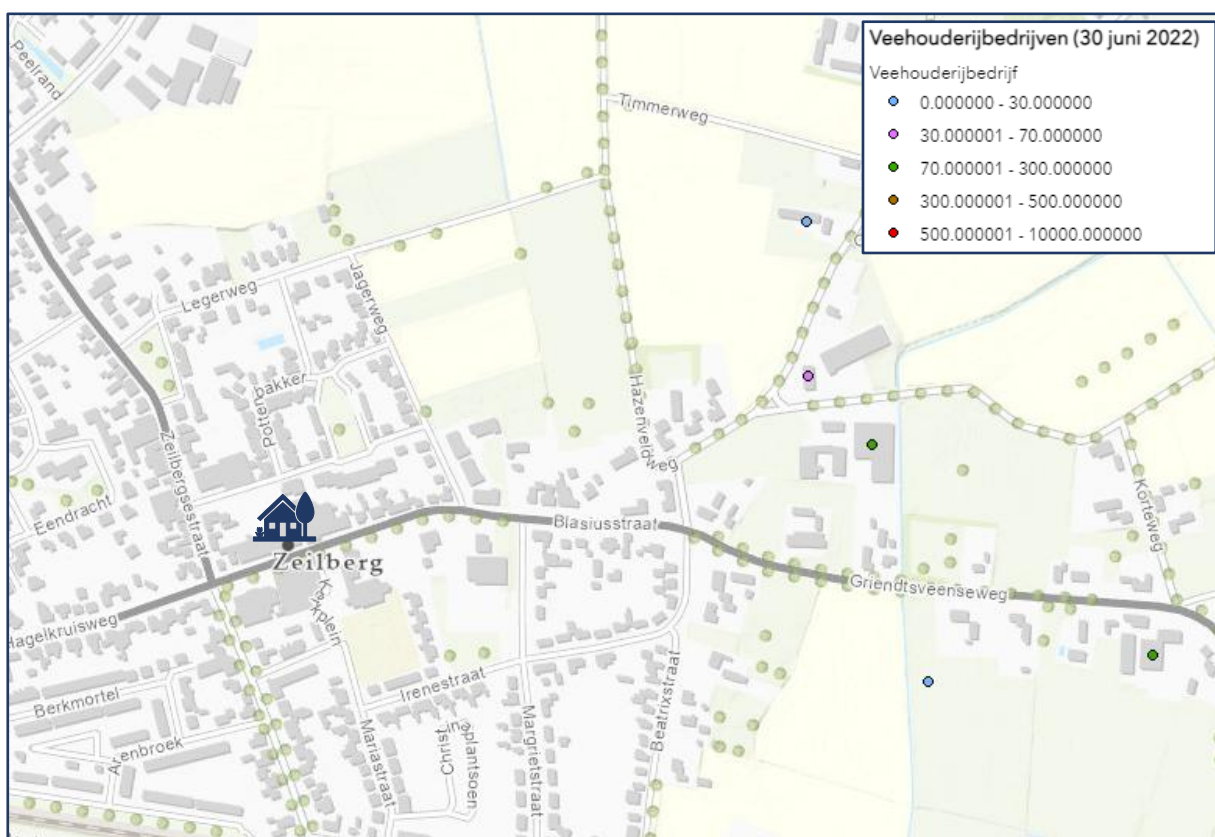 Veehouderijbedrijven (30 juni 2022)
Veehouderijbedrijf
0.000000 - 30.000000
30.000001 - 70.000000
70.000001 - 300.000000
300.000001 - 500.000000
500.000001 - 10000.000000
Peelrand
Timmerweg
Legerweg
Jagerweg
Pottenbakker
Hazenveldweg
Zeilbergsestraat
Eendracht
Blasiusstraat
Korteweg
Zeilberg
Kerkplein
Griendtsveenseweg
Hagelkruisweg
Irenestraat
Berkmortel
Beatrixstraat
Margrietstraat
Mariastraat